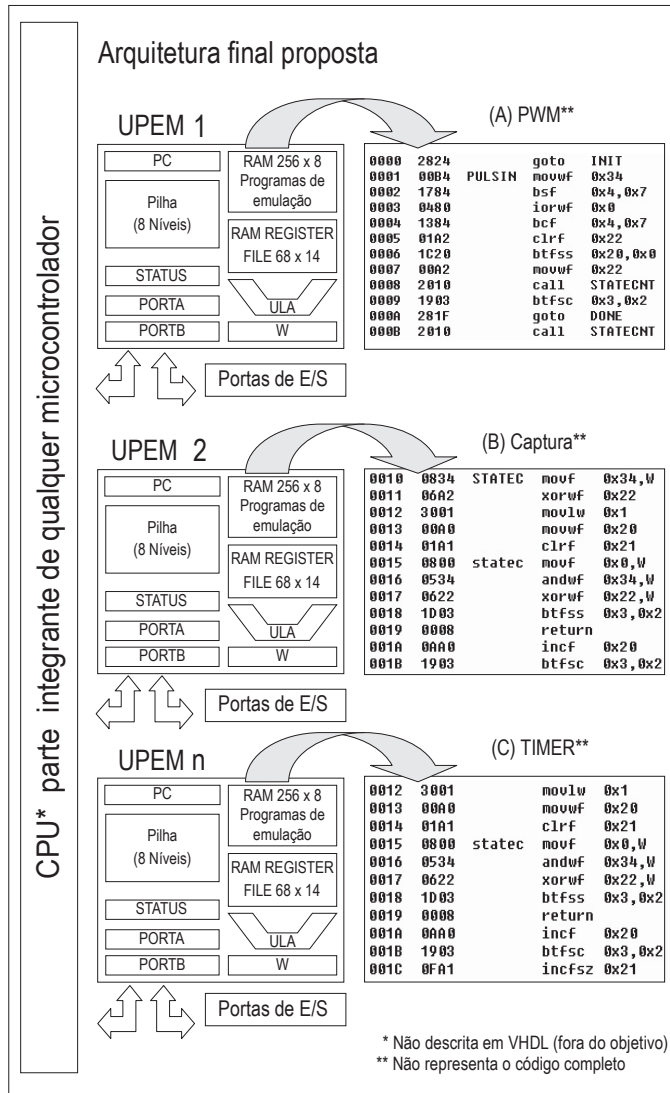 Arquitetura final proposta
CPU* parte integrante de qualquer microcontrolador
UPEM 1
PC
Pilha
(8 Níveis)
STATUS
PORTA
PORTB
RAM 256 x 8
Programas de
emulação
RAM REGISTER
FILE 68 x 14
ULA
W
Portas de E/S
(A) PWM**
0000 2824 goto INIT
0001 00B4 PULSIN movwf 0x34
0002 1784 bsf 0x4,0x7
0003 0480 iorwf 0x0
0004 1384 bcf 0x4,0x7
0005 01A2 clrf 0x22
0006 1C20 btfss 0x20,0x0
0007 00A2 movwf 0x22
0008 2010 call STATECNT
0009 1903 btfsc 0x3,0x2
000A 281F goto DONE
000B 2010 call STATECNT
UPEM 2
PC
Pilha
(8 Níveis)
STATUS
PORTA
PORTB
RAM 256 x 8
Programas de
emulação
RAM REGISTER
FILE 68 x 14
ULA
W
Portas de E/S
(B) Captura**
0010 0834 STATEC movf 0x34,W
0011 06A2 xorwf 0x22
0012 3001 movlw 0x1
0013 00A0 movwf 0x20
0014 01A1 clrf 0x21
0015 0800 statec movf 0x0,W
0016 0534 andwf 0x34,W
0017 0622 xorwf 0x22,W
0018 1D03 btfss 0x3,0x2
0019 0008 return
001A 0AA0 incf 0x20
001B 1903 btfsc 0x3,0x2
UPEM n
PC
Pilha
(8 Níveis)
STATUS
PORTA
PORTB
RAM 256 x 8
Programas de
emulação
RAM REGISTER
FILE 68 x 14
ULA
W
Portas de E/S
(C) TIMER**
0012 3001 movlw 0x1
0013 00A0 movwf 0x20
0014 01A1 clrf 0x21
0015 0800 statec movf 0x0,W
0016 0534 andwf 0x34,W
0017 0622 xorwf 0x22,W
0018 1D03 btfss 0x3,0x2
0019 0008 return
001A 0AA0 incf 0x20
001B 1903 btfsc 0x3,0x2
001C 0FA1 incfsz 0x21
* Não descrita em VHDL (fora do objetivo)
** Não representa o código completo